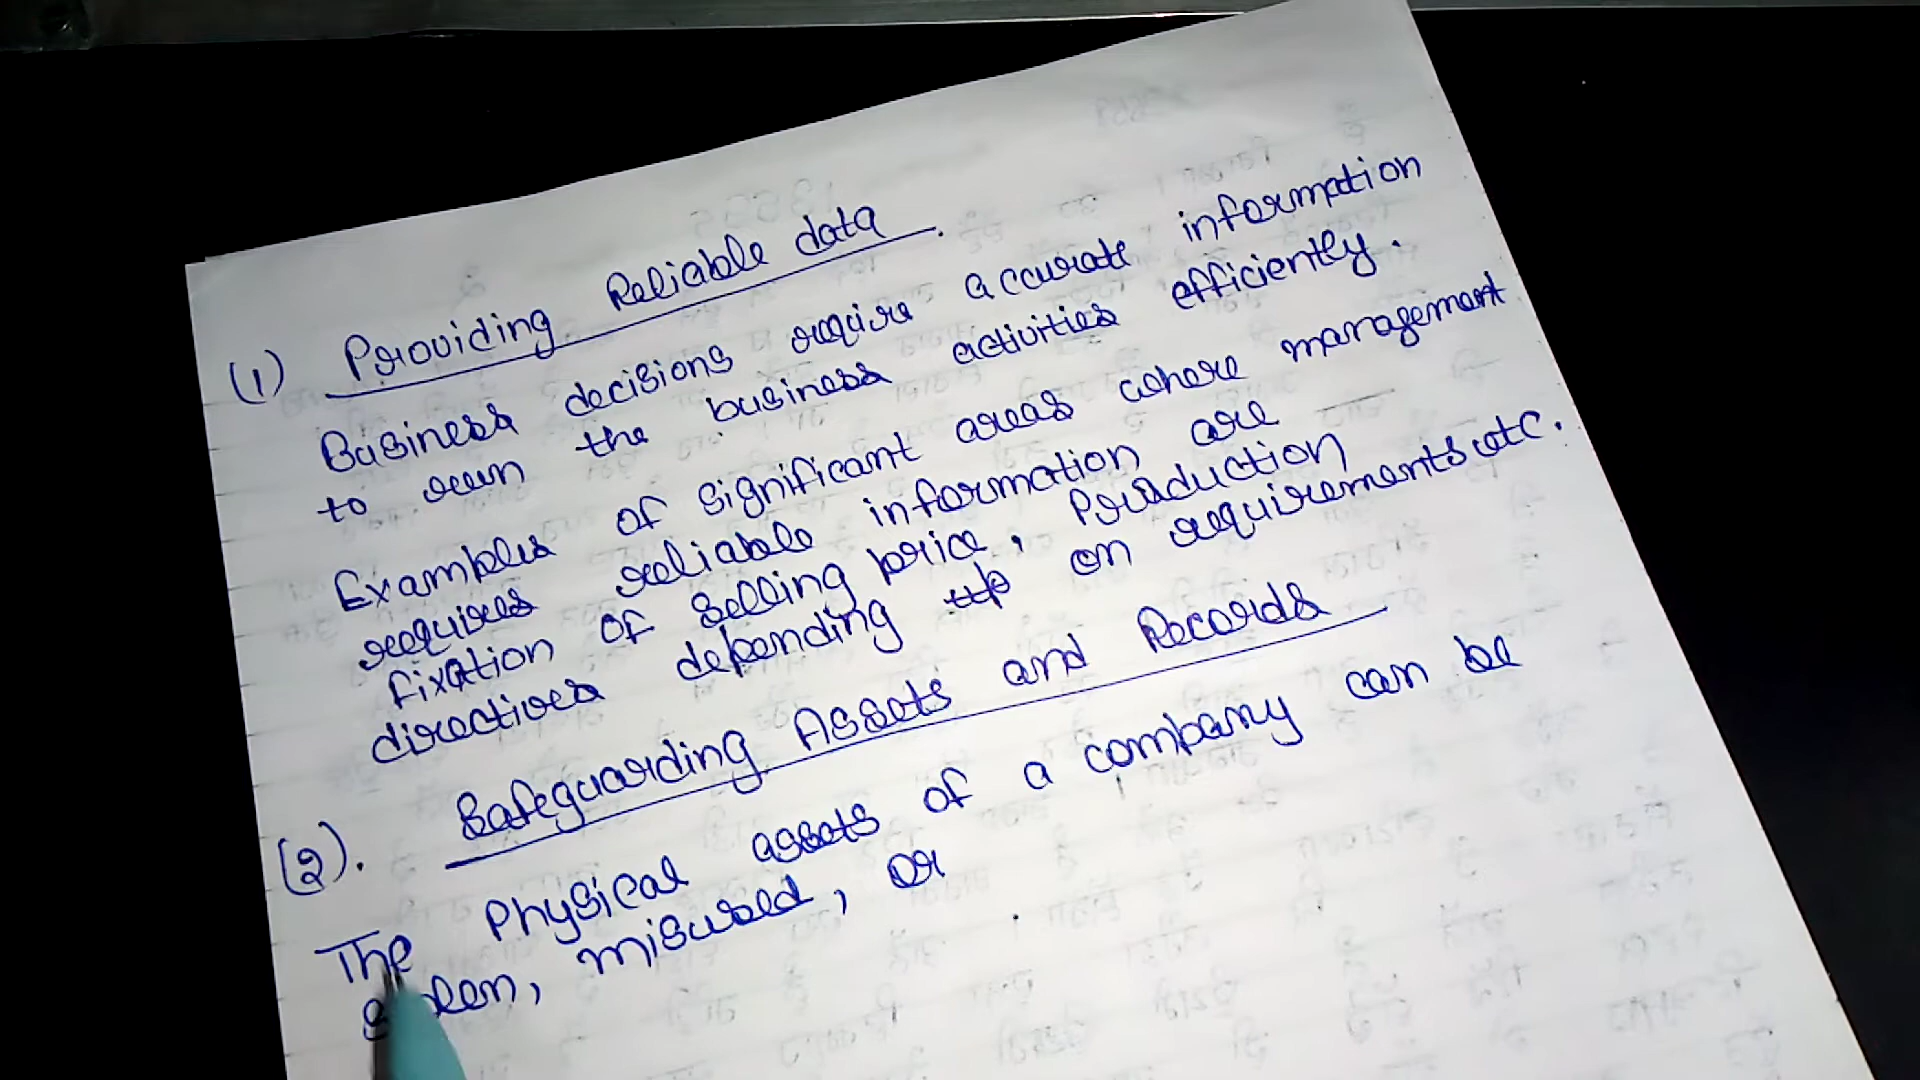 (1) Providing Reliable data.
Business decisions require accurate information
to run the business activities efficiently.
Examples of significant areas where management
requires reliable information are
fixation of selling price, Production
directives depending on requirements etc.
(2). Safeguarding Assets and Records
The Physical assets of a company can be
misused, or